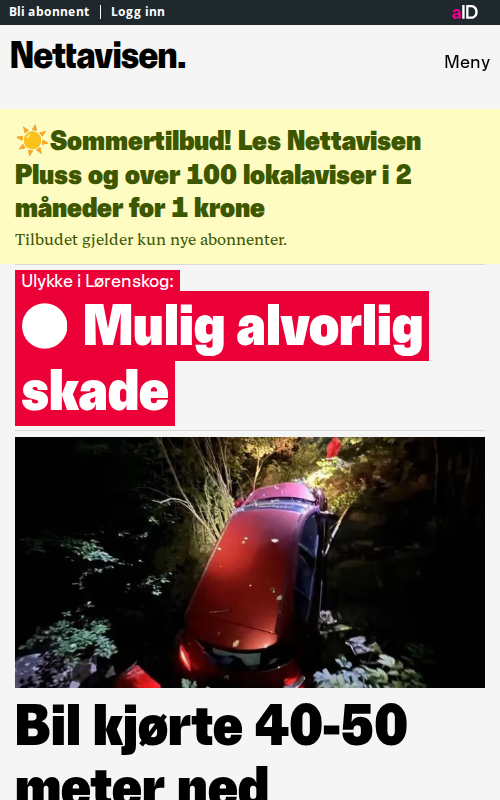 Bli abonnent | Logg inn
aID
Nettavisen.
Meny
☀️Sommertilbud! Les Nettavisen
Pluss og over 100 lokalaviser i 2
måneder for 1 krone
Tilbudet gjelder kun nye abonnenter.
Ulykke i Lørenskog:
Mulig alvorlig
skade
Bil kjørte 40-50
meter ned